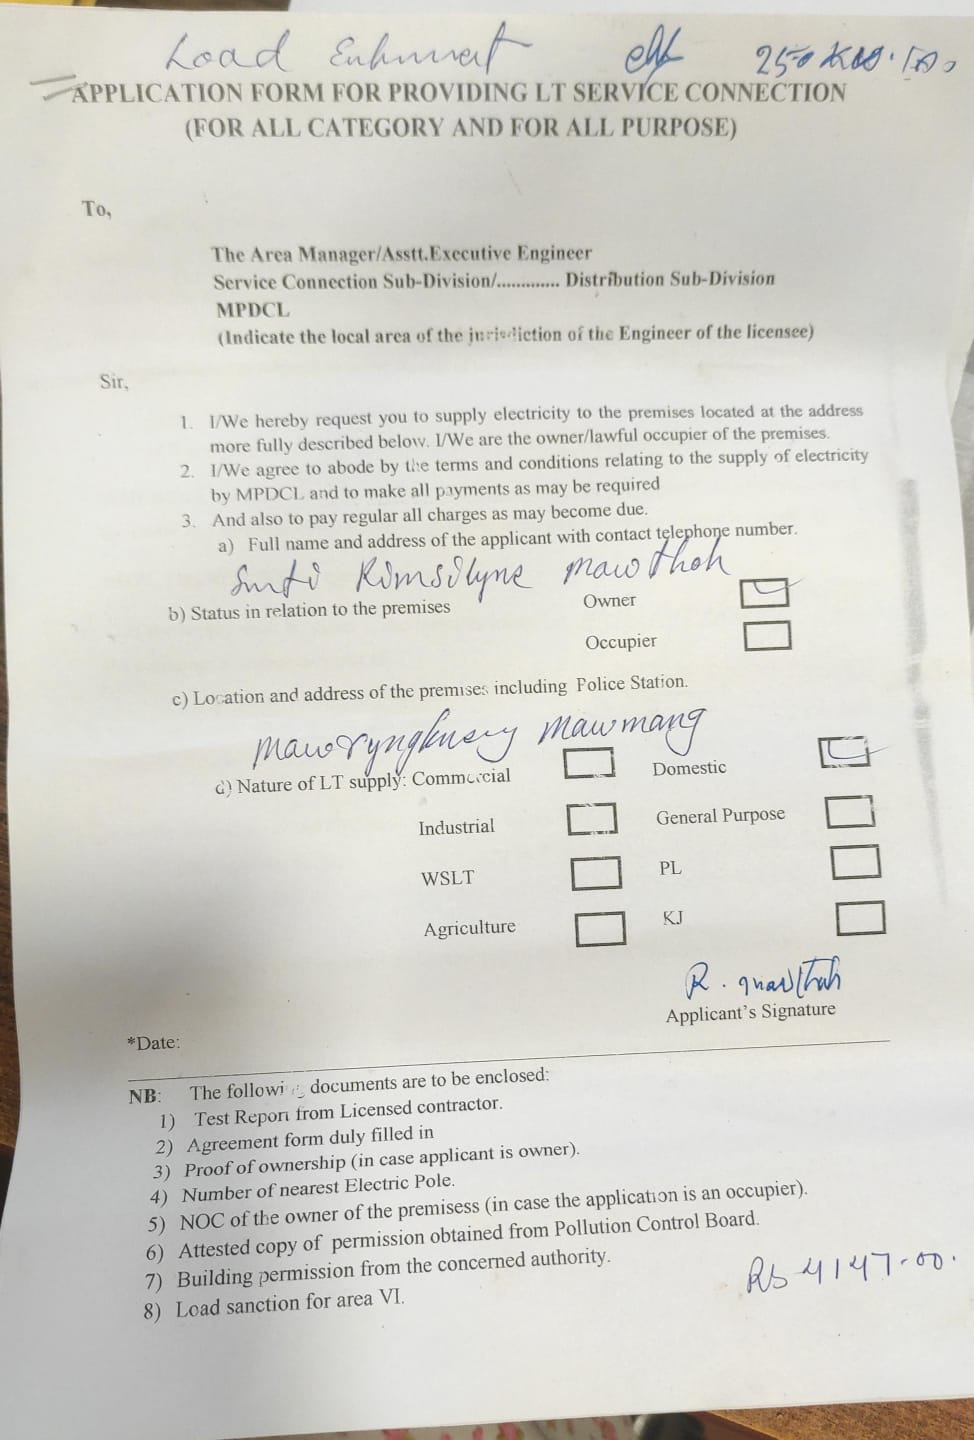 Load
APPLICATION FORM FOR PROVIDING LT SERVICE CONNECTION
(FOR ALL CATEGORY AND FOR ALL PURPOSE)
To,
The Area Manager/Asstt.Executive Engineer
Service Connection Sub-Division/............. Distribution Sub-Division
MPDCL
(Indicate the local area of the jurisdiction of the Engineer of the licensee)
Sir,
1. I/We hereby request you to supply electricity to the premises located at the address
more fully described below. I/We are the owner/lawful occupier of the premises.
2. I/We agree to abode by the terms and conditions relating to the supply of electricity
by MPDCL and to make all payments as may be required
3. And also to pay regular all charges as may become due.
a) Full name and address of the applicant with contact telephone number.
Smti Rimsilyne Mawthoh
b) Status in relation to the premises Owner
Occupier
c) Location and address of the premises including Police Station.
Mawmang
d) Nature of LT supply: Commercial Domestic
Industrial General Purpose
WSLT PL
Agriculture KJ
R. Mawthoh
Applicant's Signature
*Date:
NB: The following documents are to be enclosed:
1) Test Report from Licensed contractor.
2) Agreement form duly filled in
3) Proof of ownership (in case applicant is owner).
4) Number of nearest Electric Pole.
5) NOC of the owner of the premisess (in case the application is an occupier).
6) Attested copy of permission obtained from Pollution Control Board.
7) Building permission from the concerned authority.
8) Load sanction for area VI.
Rs 4147.00.